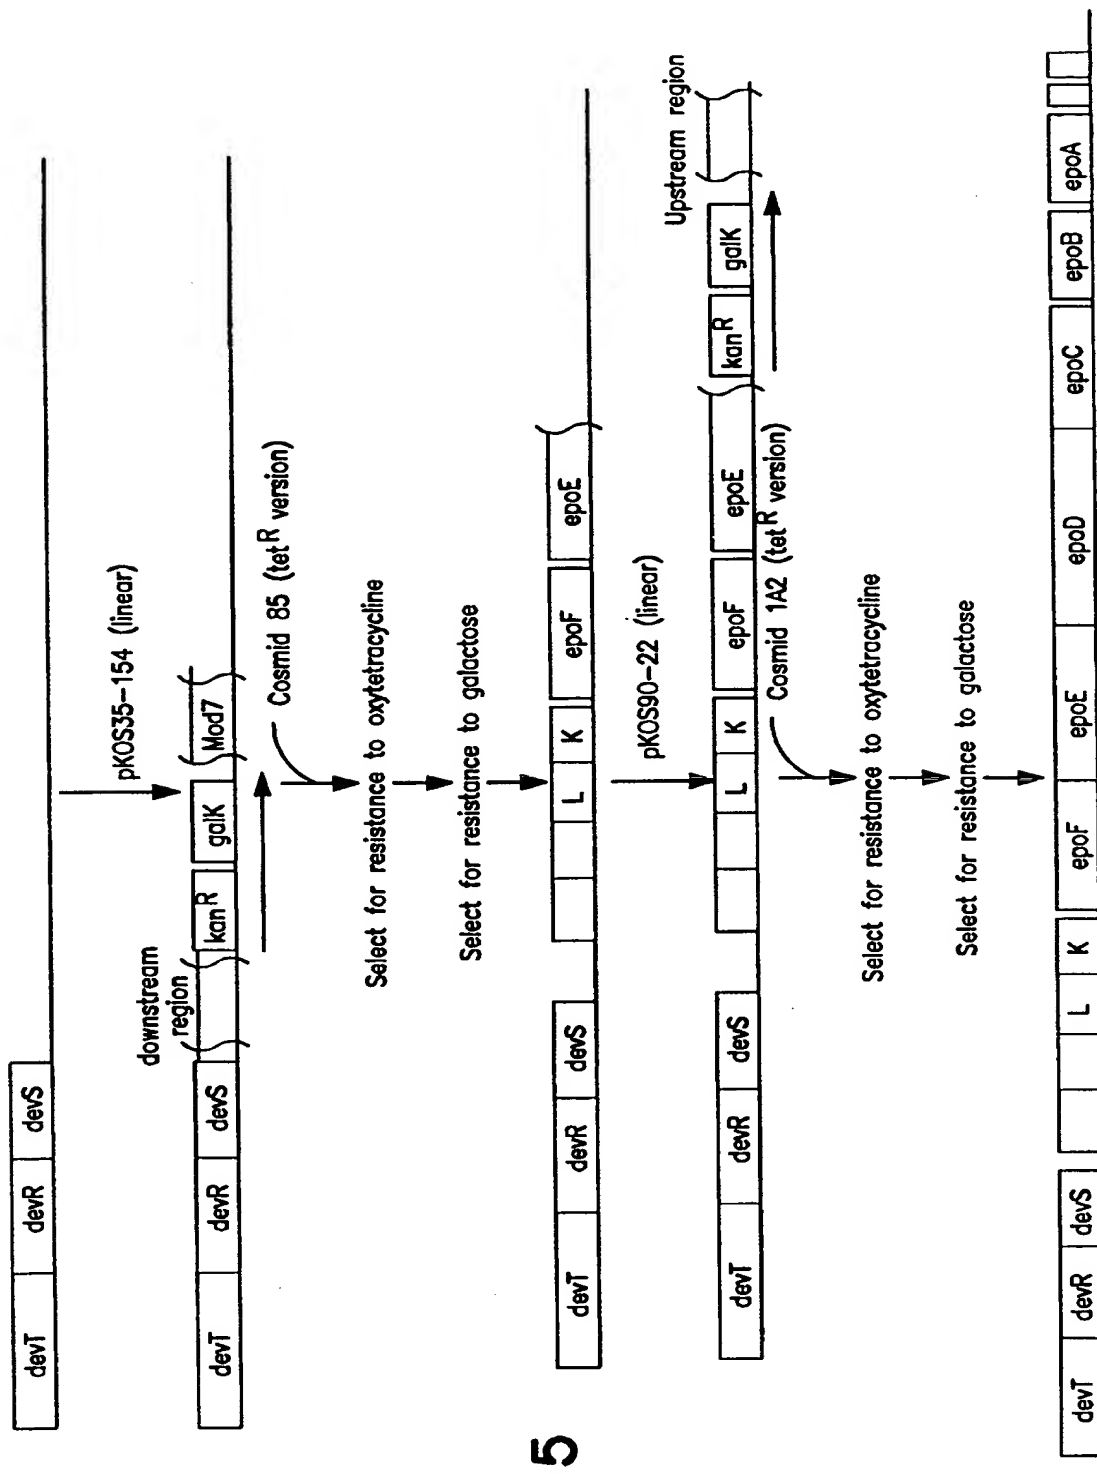 devT devR devS
pKOS35-154 (linear)
downstream
region
devT devR devS kanR galK Mod7
Cosmid 85 (tetR version)
Select for resistance to oxytetracycline
Select for resistance to galactose
devT devR devS L K epoF epoE
pKOS90-22 (linear)
Upstream region
devT devR devS L K epoF epoE kanR galK
Cosmid 1A2 (tetR version)
Select for resistance to oxytetracycline
Select for resistance to galactose
devT devR devS L K epoF epoE epoD epoC epoB epoA
5